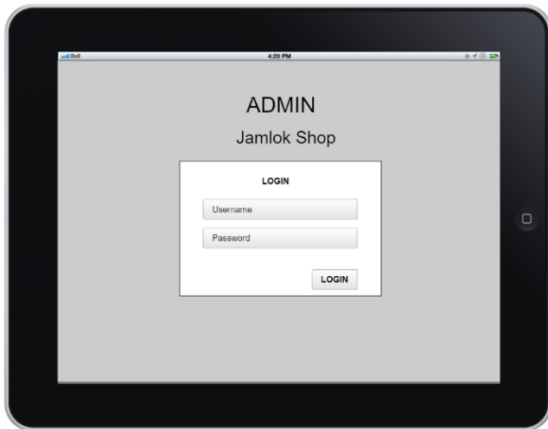 Bell 4:20 PM
ADMIN
Jamlok Shop
LOGIN
Username
Password
LOGIN